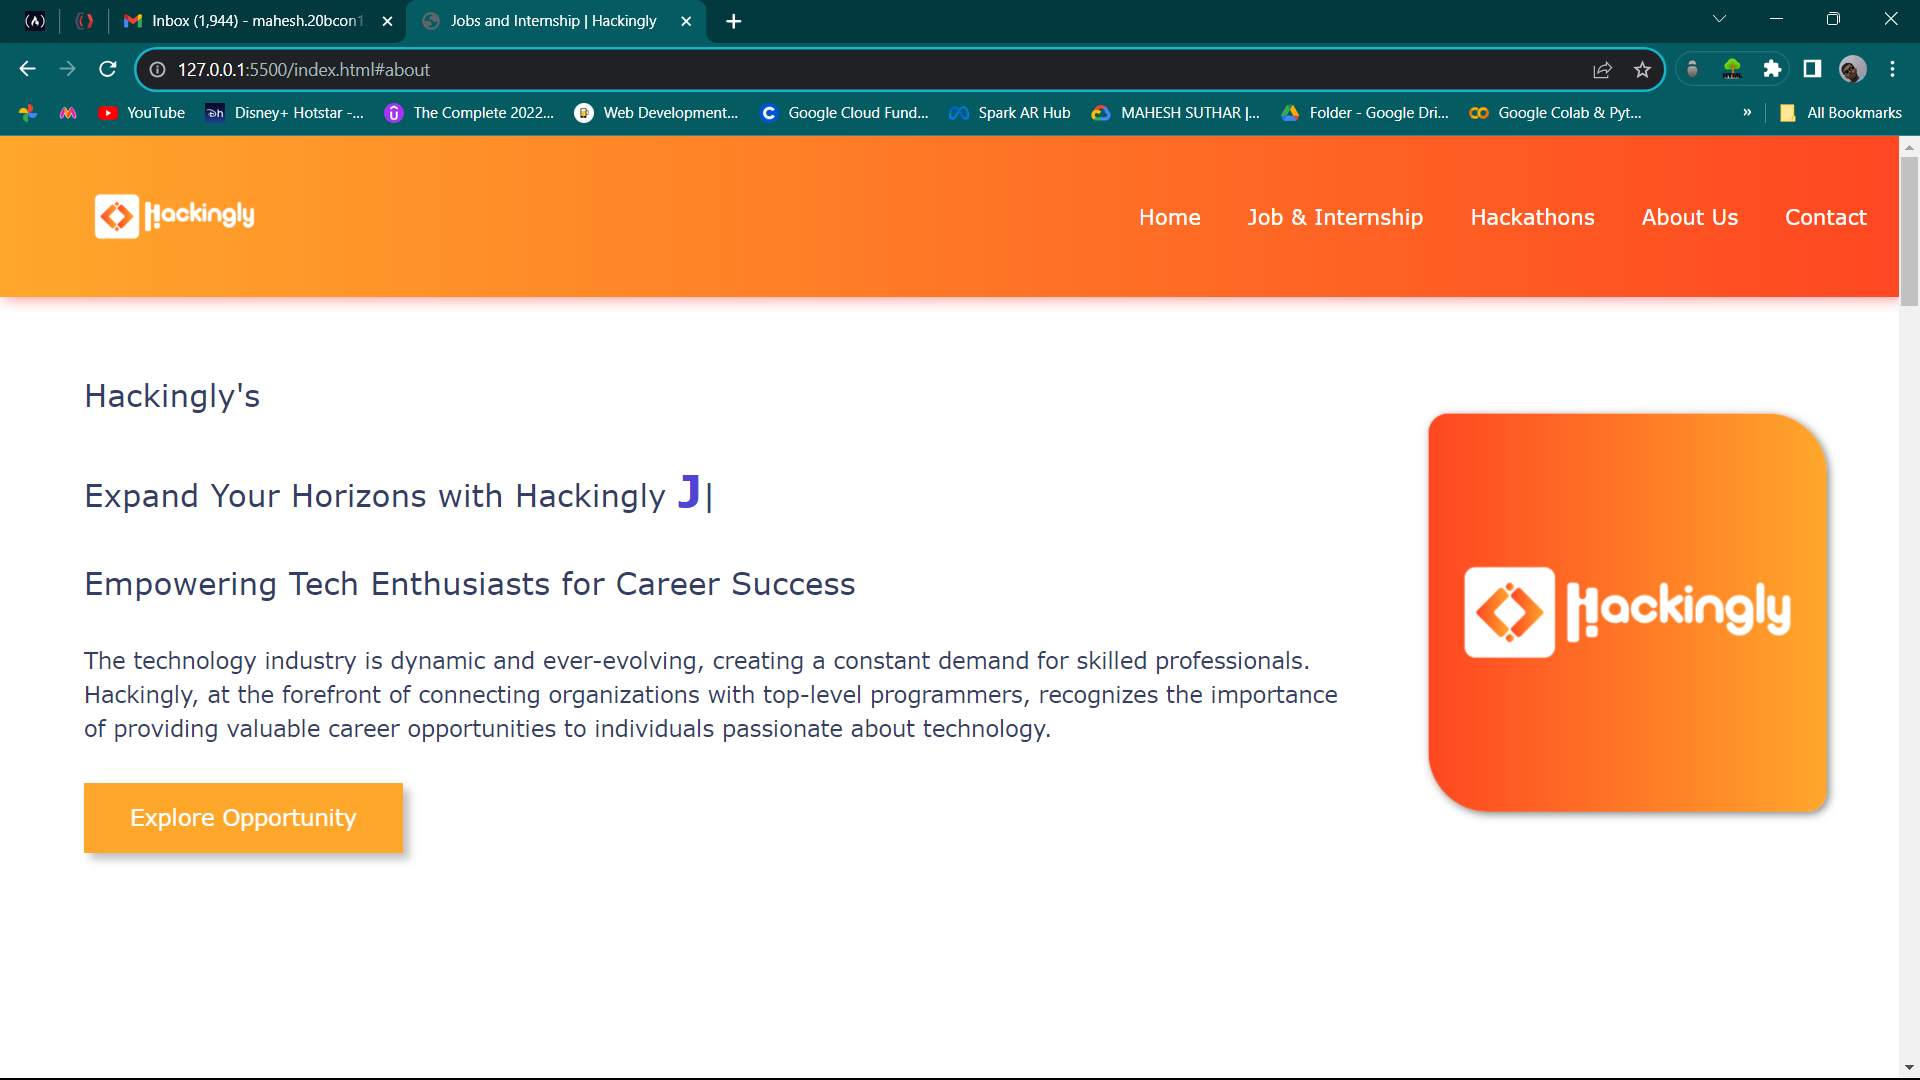 Inbox (1,944) - mahesh.20bcon1
Jobs and Internship | Hackingly
127.0.0.1:5500/index.html#about
YouTube
Disney+ Hotstar -...
The Complete 2022...
Web Development...
Google Cloud Fund...
Spark AR Hub
MAHESH SUTHAR |...
Folder - Google Dri...
Google Colab & Pyt...
»
All Bookmarks
Hackingly
Home
Job & Internship
Hackathons
About Us
Contact
Hackingly's
Expand Your Horizons with Hackingly J|
Empowering Tech Enthusiasts for Career Success
The technology industry is dynamic and ever-evolving, creating a constant demand for skilled professionals.
Hackingly, at the forefront of connecting organizations with top-level programmers, recognizes the importance
of providing valuable career opportunities to individuals passionate about technology.
Explore Opportunity
Hackingly